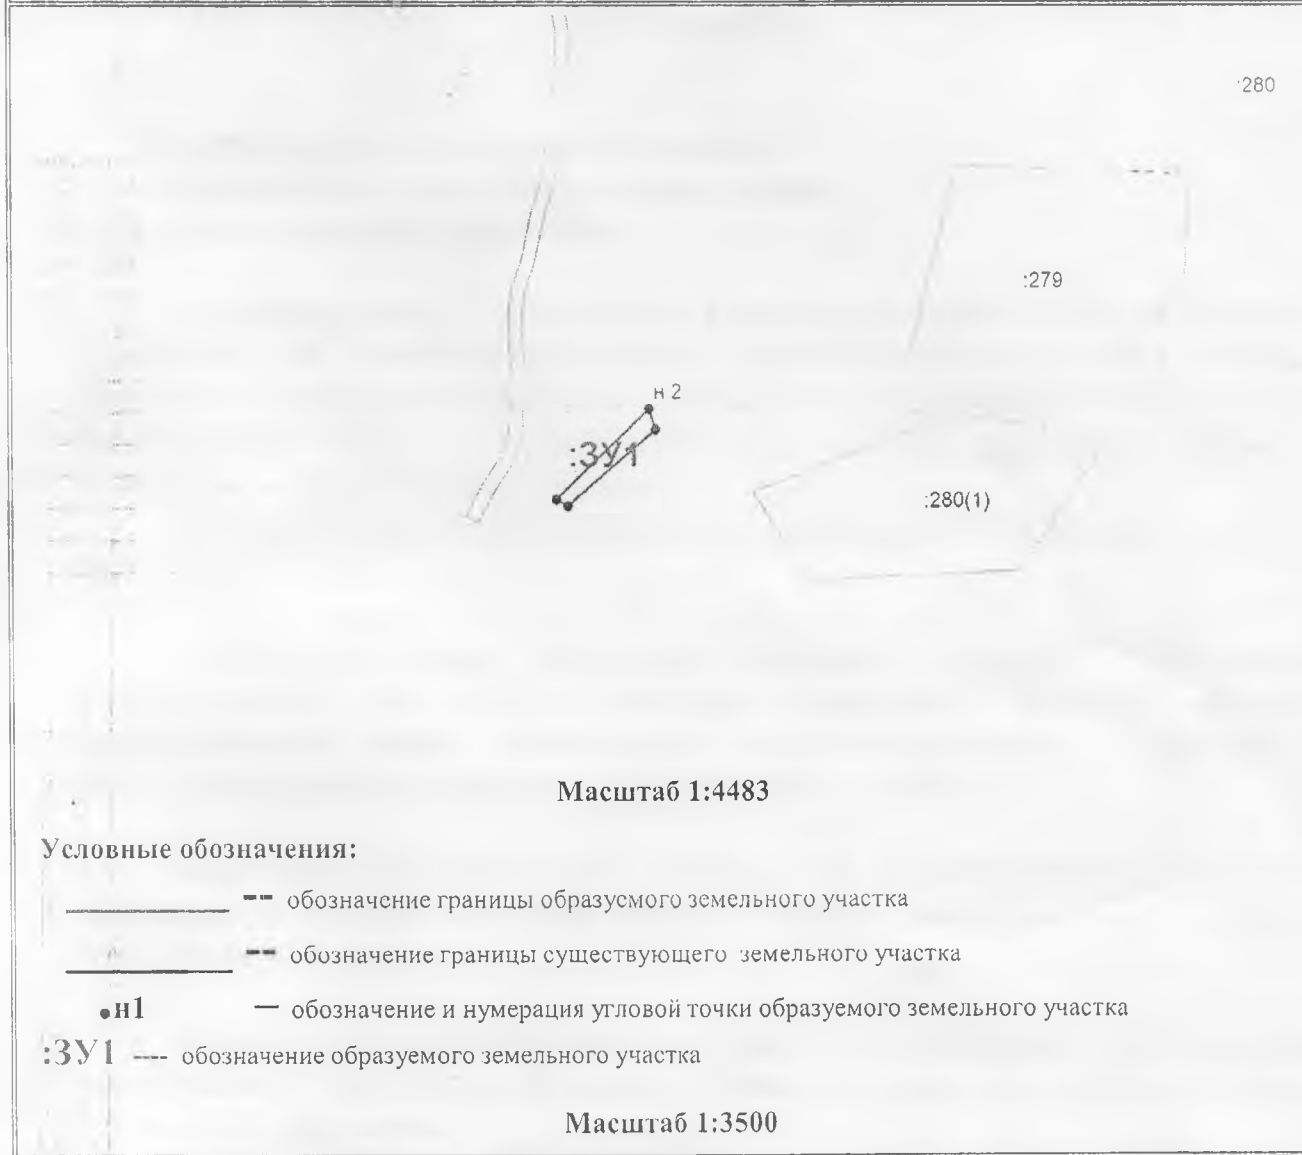 :280
:279
н 2
:ЗУ1
:280(1)
Масштаб 1:4483
Условные обозначения:
-- обозначение границы образуемого земельного участка
-- обозначение границы существующего земельного участка
•н1 — обозначение и нумерация угловой точки образуемого земельного участка
:ЗУ1 ---- обозначение образуемого земельного участка
Масштаб 1:3500